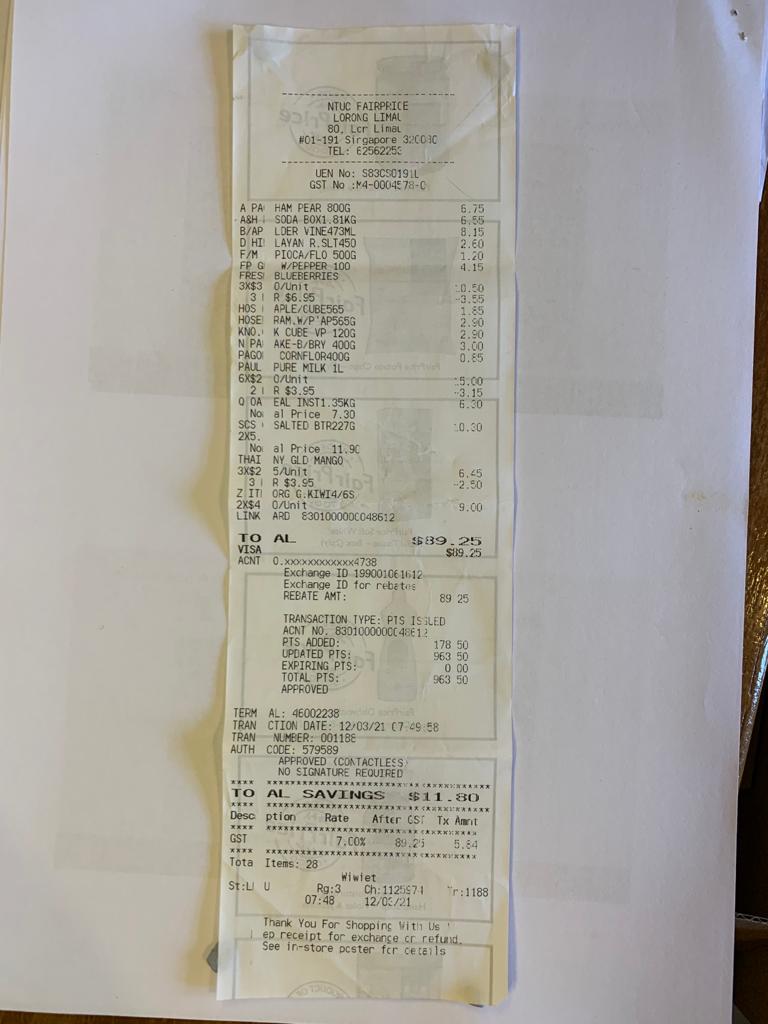 NTUC FAIRPRICE
LORONG LIMAU
80, Lor Limau
#01-191 Singapore
TEL: 6256225
UEN No: S83CS0191L
GST No :M4-0004578-0
A PA HAM PEAR 800G 6.75
A&H SODA BOX1.81KG 6.55
B/AP LDER VINE473ML 8.15
D HI LAYAN R.SLT450 2.60
F/M PIOCA/FLO 500G 1.20
FP G W/PEPPER 100 4.15
FRES BLUEBERRIES
3X$3 0/Unit 10.50
3 R $6.95 -3.55
HOS APLE/CUBE565 1.85
HOSE RAM.W/P'AP565G 2.90
KNO. K CUBE VP 120G 2.90
N PA AKE-B/BRY 400G 3.00
PAGO CORNFLOR400G 0.85
PAUL PURE MILK 1L
6X$2 0/Unit 15.00
2 R $3.95 -3.15
Q OA EAL INST1.35KG 6.30
No al Price 7.30
SCS SALTED BTR227G 10.30
2X5.
No al Price 11.90
THAI NY GLD MANGO
3X$2 5/Unit 6.45
3 R $3.95 -2.50
Z ITI ORG G.KIWI4/6S
2X$4 0/Unit 9.00
LINK ARD 8301000000048612
TO AL $89.25
VISA $89.25
ACNT 0.xxxxxxxxxxxx4738
Exchange ID 199001061612
Exchange ID for rebates
REBATE AMT: 89 25
TRANSACTION TYPE: PTS ISSUED
ACNT NO. 8301000000048612
PTS ADDED: 178 50
UPDATED PTS: 963 50
EXPIRING PTS: 0 00
TOTAL PTS: 963 50
APPROVED
TERM AL: 46002238
TRAN CTION DATE: 12/03/21 07:49:58
TRAN NUMBER: 001188
AUTH CODE: 579589
APPROVED (CONTACTLESS)
NO SIGNATURE REQUIRED
TO AL SAVINGS $11.80
Desc ption Rate After GST Tx Amnt
GST 7.00% 89.25 5.84
Tota Items: 28
Wiwiet
St:LI U Rg:3 Ch:1125971 Tr:1188
07:48 12/03/21
Thank You For Shopping With Us !
ep receipt for exchange or refund.
See in-store poster for details